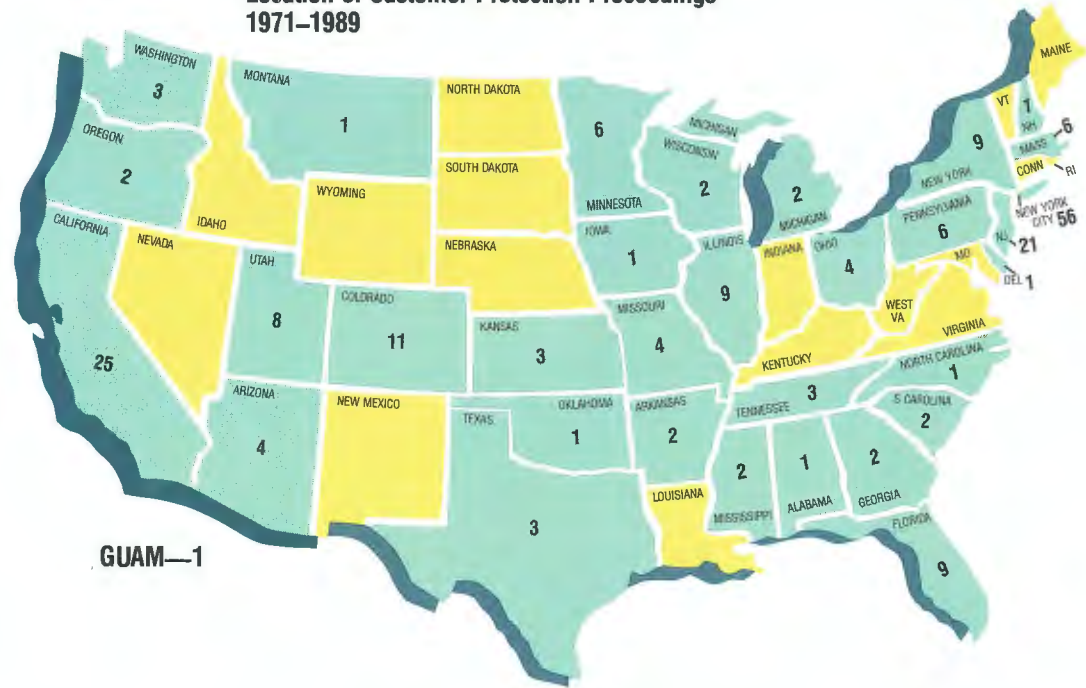 1971–1989
WASHINGTON
3
MONTANA
1
NORTH DAKOTA
6
MINNESOTA
MICHIGAN
WISCONSIN
2
2
MICHIGAN
MAINE
VT
7
NH
6
MASS
9
NEW YORK
CONN
RI
NEW YORK
CITY 56
OREGON
2
IDAHO
WYOMING
SOUTH DAKOTA
NEBRASKA
IOWA
1
ILLINOIS
9
INDIANA
OHIO
4
PENNSYLVANIA
6
NJ
21
DEL 1
MD
CALIFORNIA
25
NEVADA
UTAH
8
COLORADO
11
KANSAS
3
MISSOURI
4
KENTUCKY
WEST
VA
VIRGINIA
NORTH CAROLINA
1
S CAROLINA
2
TENNESSEE
3
ARIZONA
4
NEW MEXICO
TEXAS
3
OKLAHOMA
1
ARKANSAS
2
LOUISIANA
2
MISSISSIPPI
1
ALABAMA
2
GEORGIA
FLORIDA
9
GUAM—1